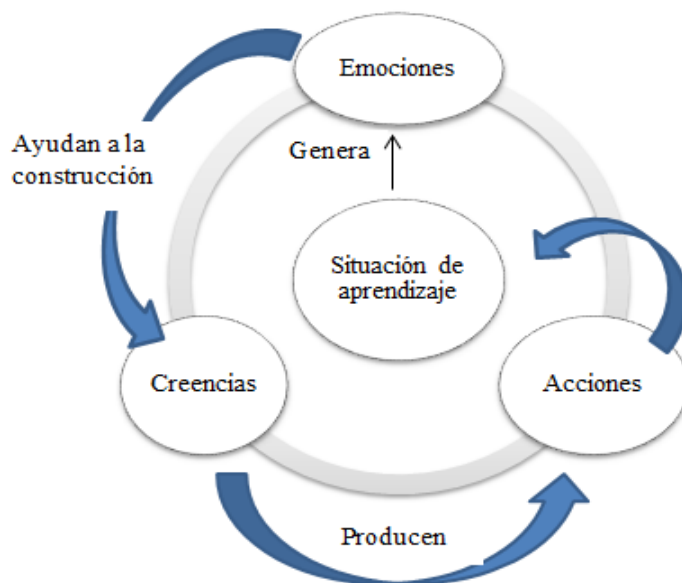 Emociones
Ayudan a la
construcción
Genera
Situación de
aprendizaje
Creencias
Acciones
Producen